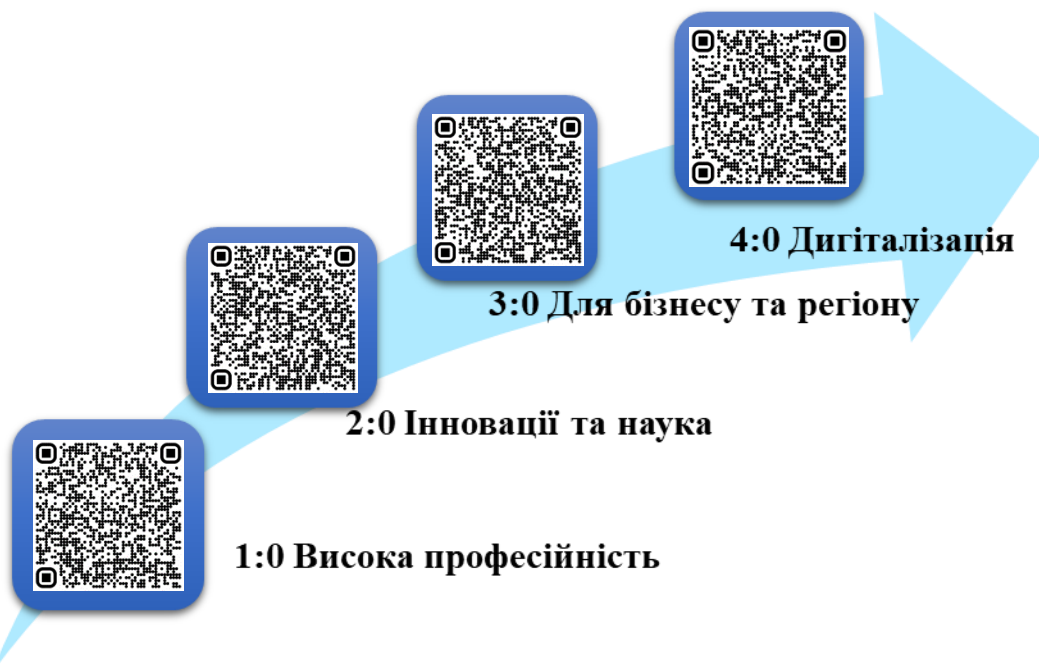 4:0 Дигіталізація
3:0 Для бізнесу та регіону
2:0 Інновації та наука
1:0 Висока професійність